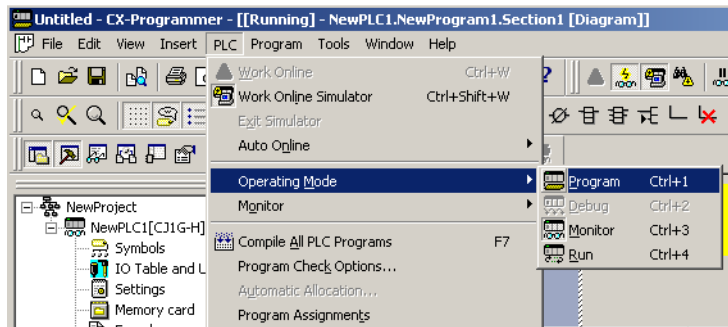 Untitled - CX-Programmer - [[Running] - NewPLC1.NewProgram1.Section1 [Diagram]]
File Edit View Insert PLC Program Tools Window Help
Work Online Ctrl+W
Work Online Simulator Ctrl+Shift+W
Exit Simulator
Auto Online
Operating Mode
Program Ctrl+1
Debug Ctrl+2
Monitor Ctrl+3
Run Ctrl+4
Monitor
Compile All PLC Programs F7
Program Check Options...
Automatic Allocation...
Program Assignments
NewProject
NewPLC1[CJ1G-H]
Symbols
IO Table and U
Settings
Memory card